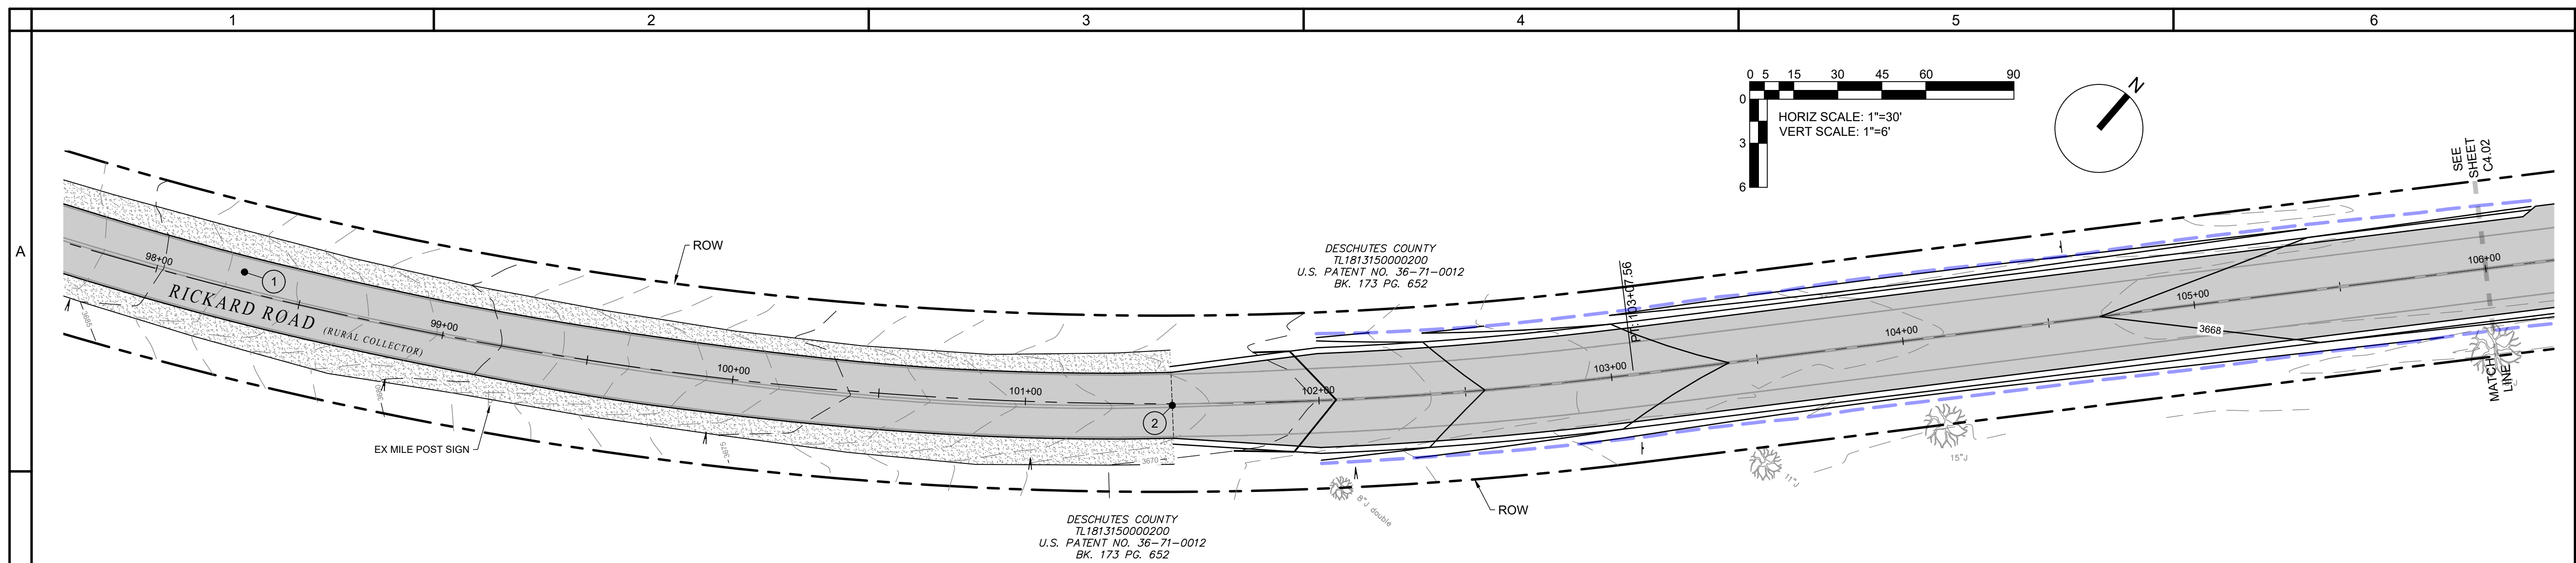 1 2 3 4 5 6
A
0 5 15 30 45 60 90
0
3
6
HORIZ SCALE: 1"=30'
VERT SCALE: 1"=6'
N
SEE
SHEET
C4.02
ROW
DESCHUTES COUNTY
TL1813150000200
U.S. PATENT NO. 36-71-0012
BK. 173 PG. 652
PI: 103+07.56
98+00
1
RICKARD ROAD (RURAL COLLECTOR)
99+00
100+00
101+00
102+00
103+00
104+00
105+00
106+00
3668
3685
3680
3675
3670
2
EX MILE POST SIGN
MATCH
LINE
8"J double
11"J
15"J
ROW
DESCHUTES COUNTY
TL1813150000200
U.S. PATENT NO. 36-71-0012
BK. 173 PG. 652